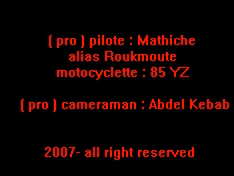 ( pro ) pilote : Mathiche
alias Roukmoute
motocyclette : 85 YZ
( pro ) cameraman : Abdel Kebab
2007- all right reserved